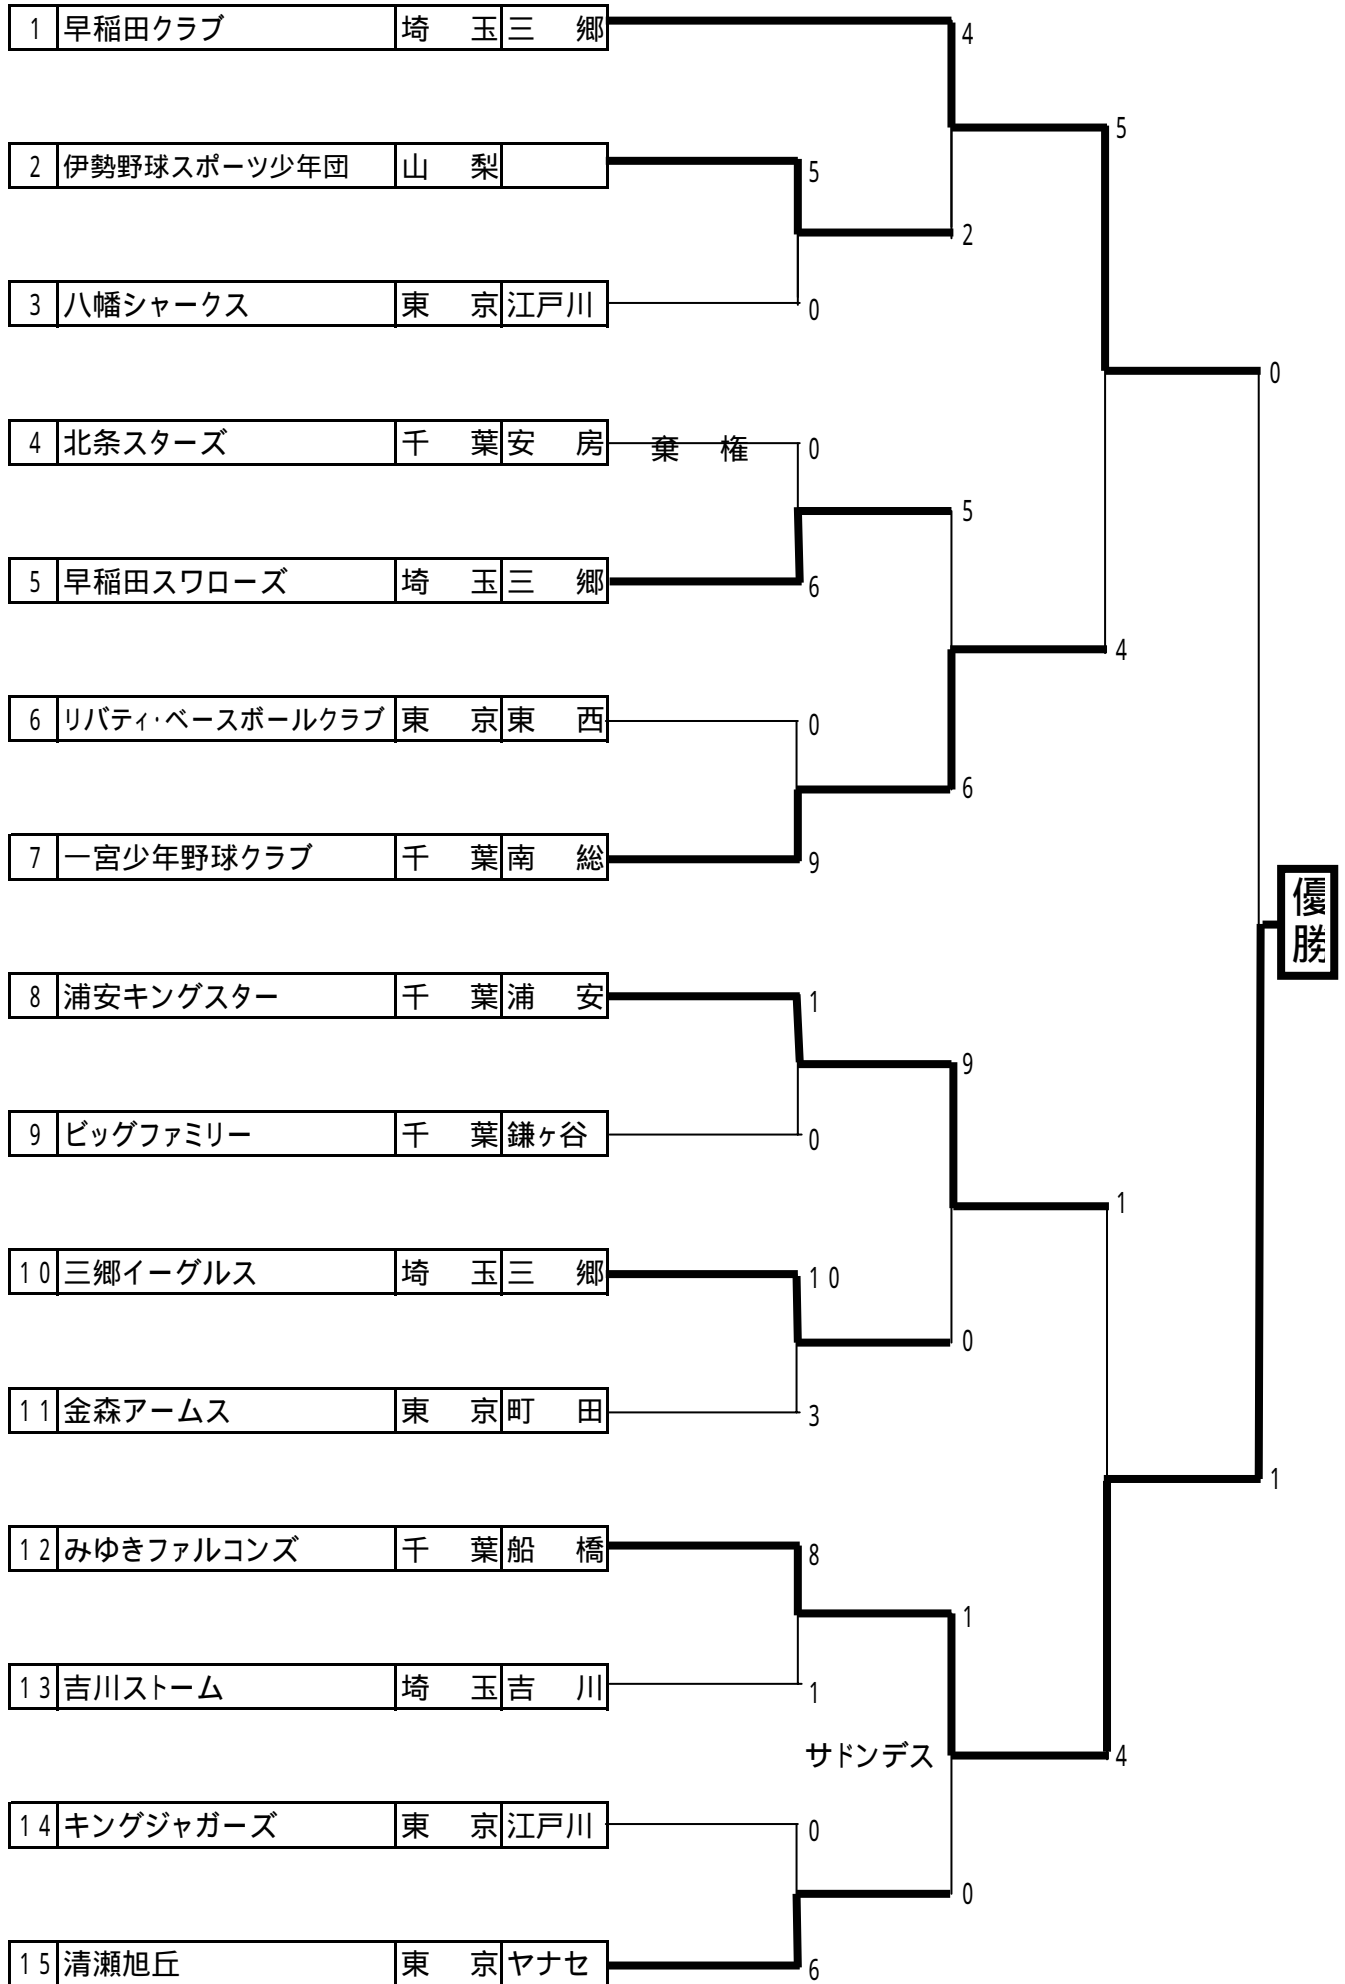 1 早稲田クラブ 埼 玉 三 郷
4
5
2 伊勢野球スポーツ少年団 山 梨
5
2
3 八幡シャークス 東 京 江戸川
0
0
4 北条スターズ 千 葉 安 房 棄 権 0
5
5 早稲田スワローズ 埼 玉 三 郷
6
4
6 リバティ・ベースボールクラブ 東 京 東 西
0
6
7 一宮少年野球クラブ 千 葉 南 総
9
優
勝
8 浦安キングスター 千 葉 浦 安
1
9
9 ビッグファミリー 千 葉 鎌ヶ谷
0
1
10 三郷イーグルス 埼 玉 三 郷
10
0
11 金森アームス 東 京 町 田
3
1
12 みゆきファルコンズ 千 葉 船 橋
8
1
13 吉川ストーム 埼 玉 吉 川
1
サドンデス
4
14 キングジャガーズ 東 京 江戸川
0
0
15 清瀬旭丘 東 京 ヤナセ
6